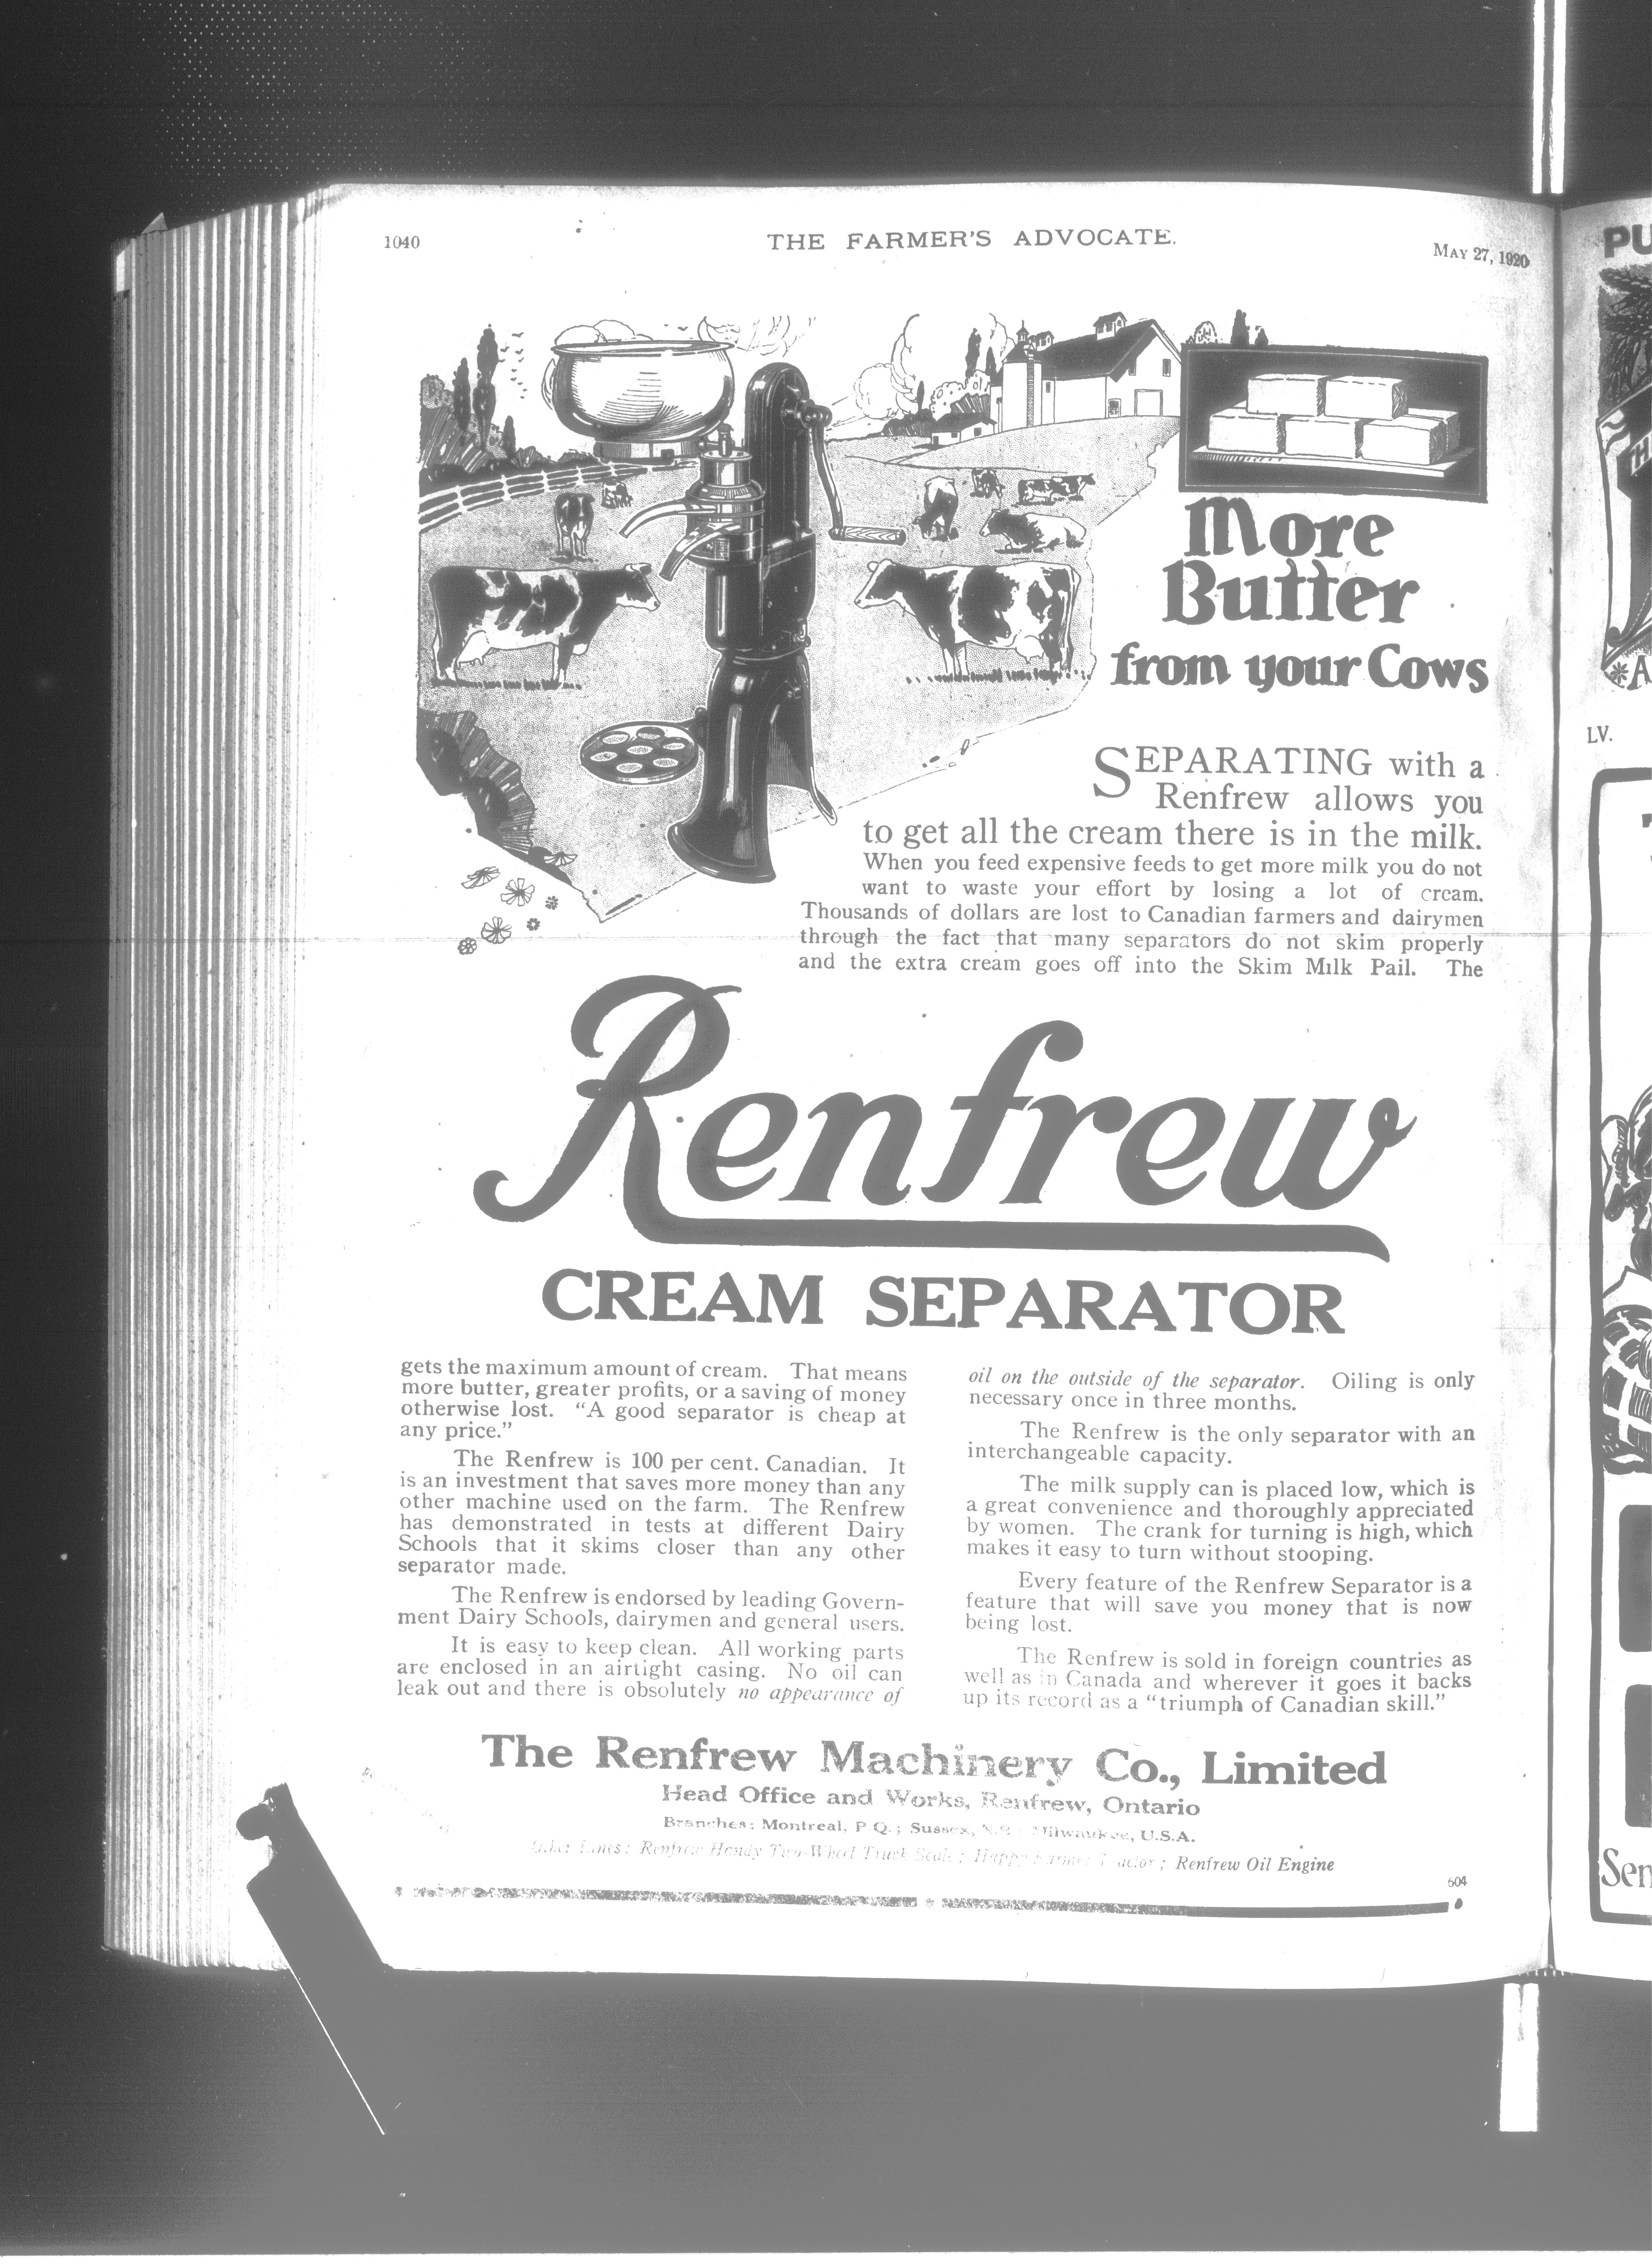 1040
THE FARMER'S ADVOCATE.
MAY 27, 1920
More
Butter
from your Cows
SEPARATING with a
Renfrew allows you
to get all the cream there is in the milk.
When you feed expensive feeds to get more milk you do not
want to waste your effort by losing a lot of cream.
Thousands of dollars are lost to Canadian farmers and dairymen
through the fact that many separators do not skim properly
and the extra cream goes off into the Skim Milk Pail. The
Renfrew
CREAM SEPARATOR
gets the maximum amount of cream. That means
more butter, greater profits, or a saving of money
otherwise lost. "A good separator is cheap at
any price."
The Renfrew is 100 per cent. Canadian. It
is an investment that saves more money than any
other machine used on the farm. The Renfrew
has demonstrated in tests at different Dairy
Schools that it skims closer than any other
separator made.
The Renfrew is endorsed by leading Govern-
ment Dairy Schools, dairymen and general users.
It is easy to keep clean. All working parts
are enclosed in an airtight casing. No oil can
leak out and there is absolutely no appearance of
oil on the outside of the separator. Oiling is only
necessary once in three months.
The Renfrew is the only separator with an
interchangeable capacity.
The milk supply can is placed low, which is
a great convenience and thoroughly appreciated
by women. The crank for turning is high, which
makes it easy to turn without stooping.
Every feature of the Renfrew Separator is a
feature that will save you money that is now
being lost.
The Renfrew is sold in foreign countries as
well as in Canada and wherever it goes it backs
up its record as a "triumph of Canadian skill."
The Renfrew Machinery Co., Limited
Head Office and Works, Renfrew, Ontario
Branches: Montreal, P Q.; Sussex, N.B.; Milwaukee, U.S.A.
Other Lines: Renfrew Handy Two-Wheel Truck Scale; Happy Farmer Tractor; Renfrew Oil Engine
604
PU
LV.
Sen